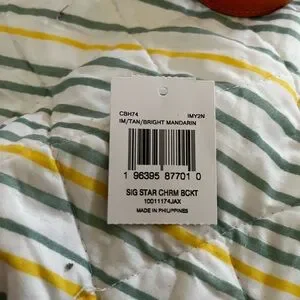 CBH74 IMY2N
IM/TAN/BRIGHT MANDARIN
1 96395 87701 0
SIG STAR CHRM BCKT
10011174JAX
MADE IN PHILIPPINES